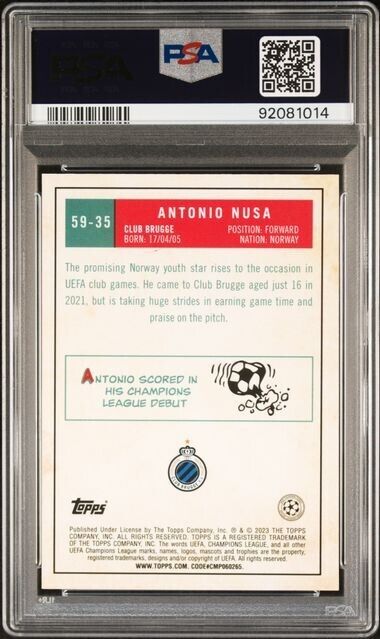 PSA
PSA
92081014
59-35
ANTONIO NUSA
CLUB BRUGGE
POSITION: FORWARD
BORN: 17/04/05
NATION: NORWAY
The promising Norway youth star rises to the occasion in
UEFA club games. He came to Club Brugge aged just 16 in
2021, but is taking huge strides in earning game time and
praise on the pitch.
ANTONIO SCORED IN
HIS CHAMPIONS
LEAGUE DEBUT
CLUB BRUGGE
Topps
Published Under License by The Topps Company, Inc. ® & © 2023 THE TOPPS
COMPANY, INC. ALL RIGHTS RESERVED. TOPPS IS A REGISTERED TRADEMARK
OF THE TOPPS COMPANY, INC. The words UEFA, CHAMPIONS LEAGUE, and all other
UEFA Champions League marks, names, logos, mascots and trophies are the property,
registered designs and/or copyright of UEFA. All rights reserved.
WWW.TOPPS.COM. CODE#CMP060265.